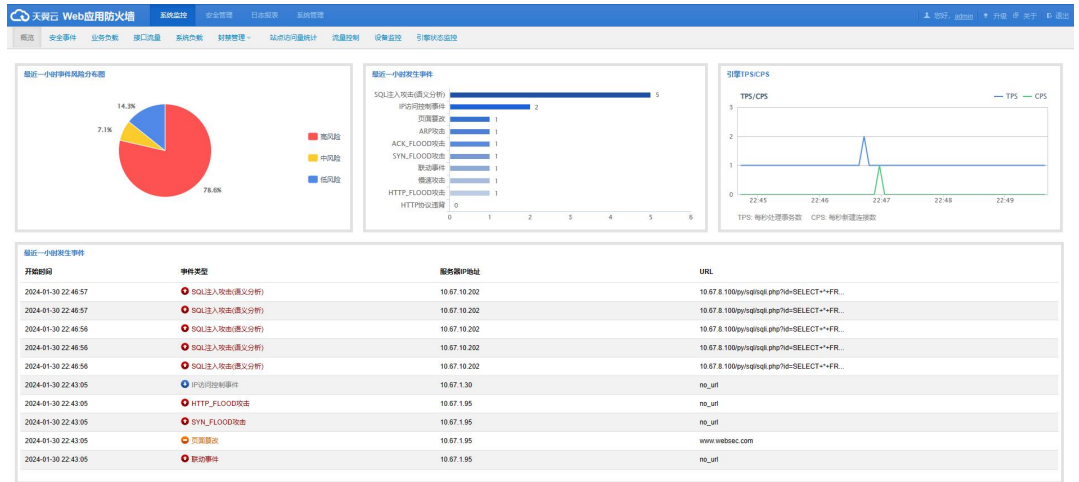 天翼云 Web应用防火墙 系统监控 安全管理 日志报表 系统管理 您好，admin 升级 关于 退出
概览 安全事件 业务负载 接口流量 系统负载 封禁管理 站点访问量统计 流量控制 设备监控 引擎状态监控
最近一小时事件风险分布图
14.3%
7.1%
78.6%
高风险
中风险
低风险
最近一小时发生事件
SQL注入攻击(语义分析) 5
IP访问控制事件 2
页面篡改 1
ARP攻击 1
ACK_FLOOD攻击 1
SYN_FLOOD攻击 1
联动事件 1
慢速攻击 1
HTTP_FLOOD攻击 1
HTTP协议违背 0
0 1 2 3 4 5 6
引擎TPS/CPS
TPS/CPS TPS CPS
3
2
1
0
22:45 22:46 22:47 22:48 22:49
TPS: 每秒处理事务数 CPS: 每秒新建连接数
最近一小时发生事件
开始时间 事件类型 服务器IP地址 URL
2024-01-30 22:46:57 SQL注入攻击(语义分析) 10.67.10.202 10.67.8.100/py/sql/sqli.php?id=SELECT+*+FR...
2024-01-30 22:46:57 SQL注入攻击(语义分析) 10.67.10.202 10.67.8.100/py/sql/sqli.php?id=SELECT+*+FR...
2024-01-30 22:46:56 SQL注入攻击(语义分析) 10.67.10.202 10.67.8.100/py/sql/sqli.php?id=SELECT+*+FR...
2024-01-30 22:46:56 SQL注入攻击(语义分析) 10.67.10.202 10.67.8.100/py/sql/sqli.php?id=SELECT+*+FR...
2024-01-30 22:46:56 SQL注入攻击(语义分析) 10.67.10.202 10.67.8.100/py/sql/sqli.php?id=SELECT+*+FR...
2024-01-30 22:43:05 IP访问控制事件 10.67.1.30 no_url
2024-01-30 22:43:05 HTTP_FLOOD攻击 10.67.1.95 no_url
2024-01-30 22:43:05 SYN_FLOOD攻击 10.67.1.95 no_url
2024-01-30 22:43:05 页面篡改 10.67.1.95 www.websec.com
2024-01-30 22:43:05 联动事件 10.67.1.95 no_url